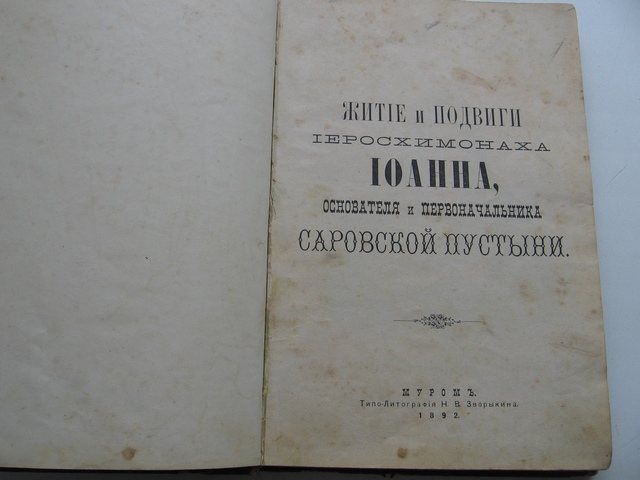 ЖИТІЕ и ПОДВИГИ
ІЕРОСХИМОНАХА
ІОАННА,
ОСНОВАТЕЛЯ и ПЕРВОНАЧАЛЬНИКА
САРОВСКОЙ ПУСТЫНИ.
МУРОМЪ.
Типо-Литографія Н. В. Зворыкина.
1892.